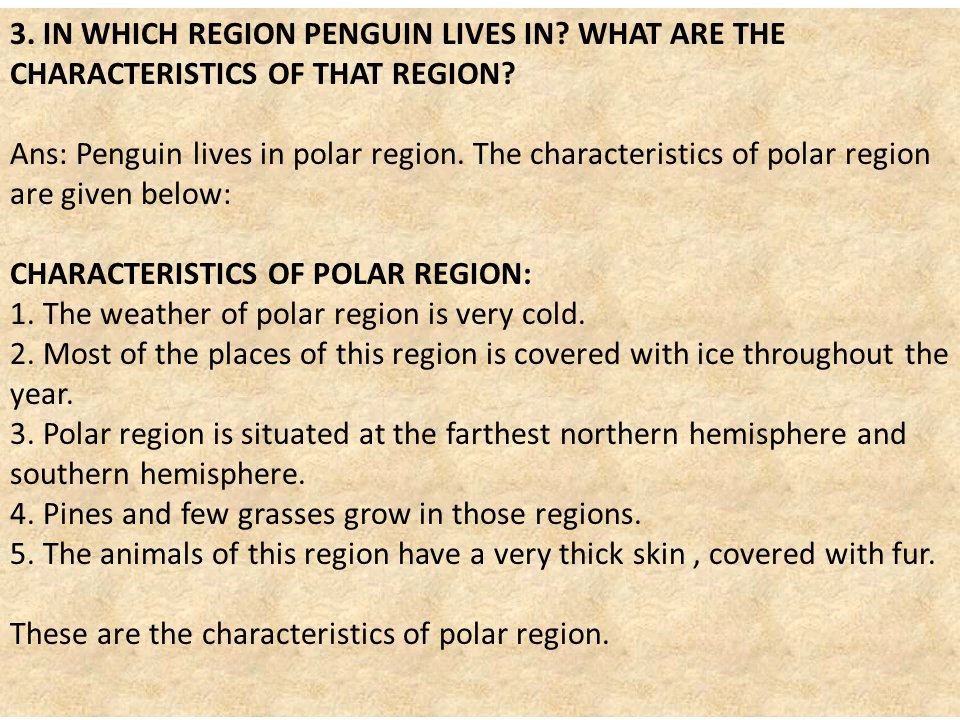 3. IN WHICH REGION PENGUIN LIVES IN? WHAT ARE THE
CHARACTERISTICS OF THAT REGION?
Ans: Penguin lives in polar region. The characteristics of polar region
are given below:
CHARACTERISTICS OF POLAR REGION:
1. The weather of polar region is very cold.
2. Most of the places of this region is covered with ice throughout the
year.
3. Polar region is situated at the farthest northern hemisphere and
southern hemisphere.
4. Pines and few grasses grow in those regions.
5. The animals of this region have a very thick skin , covered with fur.
These are the characteristics of polar region.